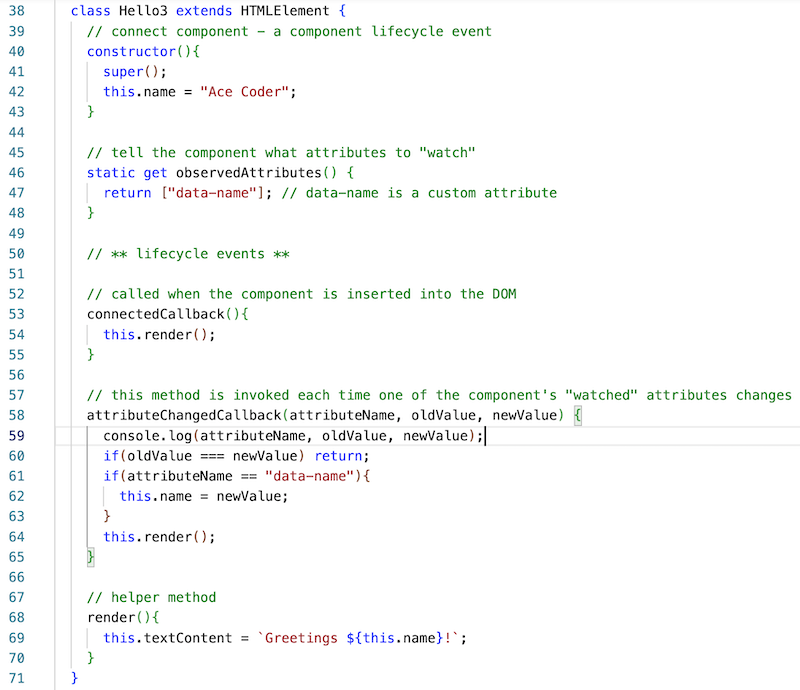 38 class Hello3 extends HTMLElement {
39   // connect component - a component lifecycle event
40   constructor(){
41     super();
42     this.name = "Ace Coder";
43   }
44
45   // tell the component what attributes to "watch"
46   static get observedAttributes() {
47     return ["data-name"]; // data-name is a custom attribute
48   }
49
50   // ** lifecycle events **
51
52   // called when the component is inserted into the DOM
53   connectedCallback(){
54     this.render();
55   }
56
57   // this method is invoked each time one of the component's "watched" attributes changes
58   attributeChangedCallback(attributeName, oldValue, newValue) {
59     console.log(attributeName, oldValue, newValue);
60     if(oldValue === newValue) return;
61     if(attributeName == "data-name"){
62       this.name = newValue;
63     }
64     this.render();
65   }
66
67   // helper method
68   render(){
69     this.textContent = `Greetings ${this.name}!`;
70   }
71 }